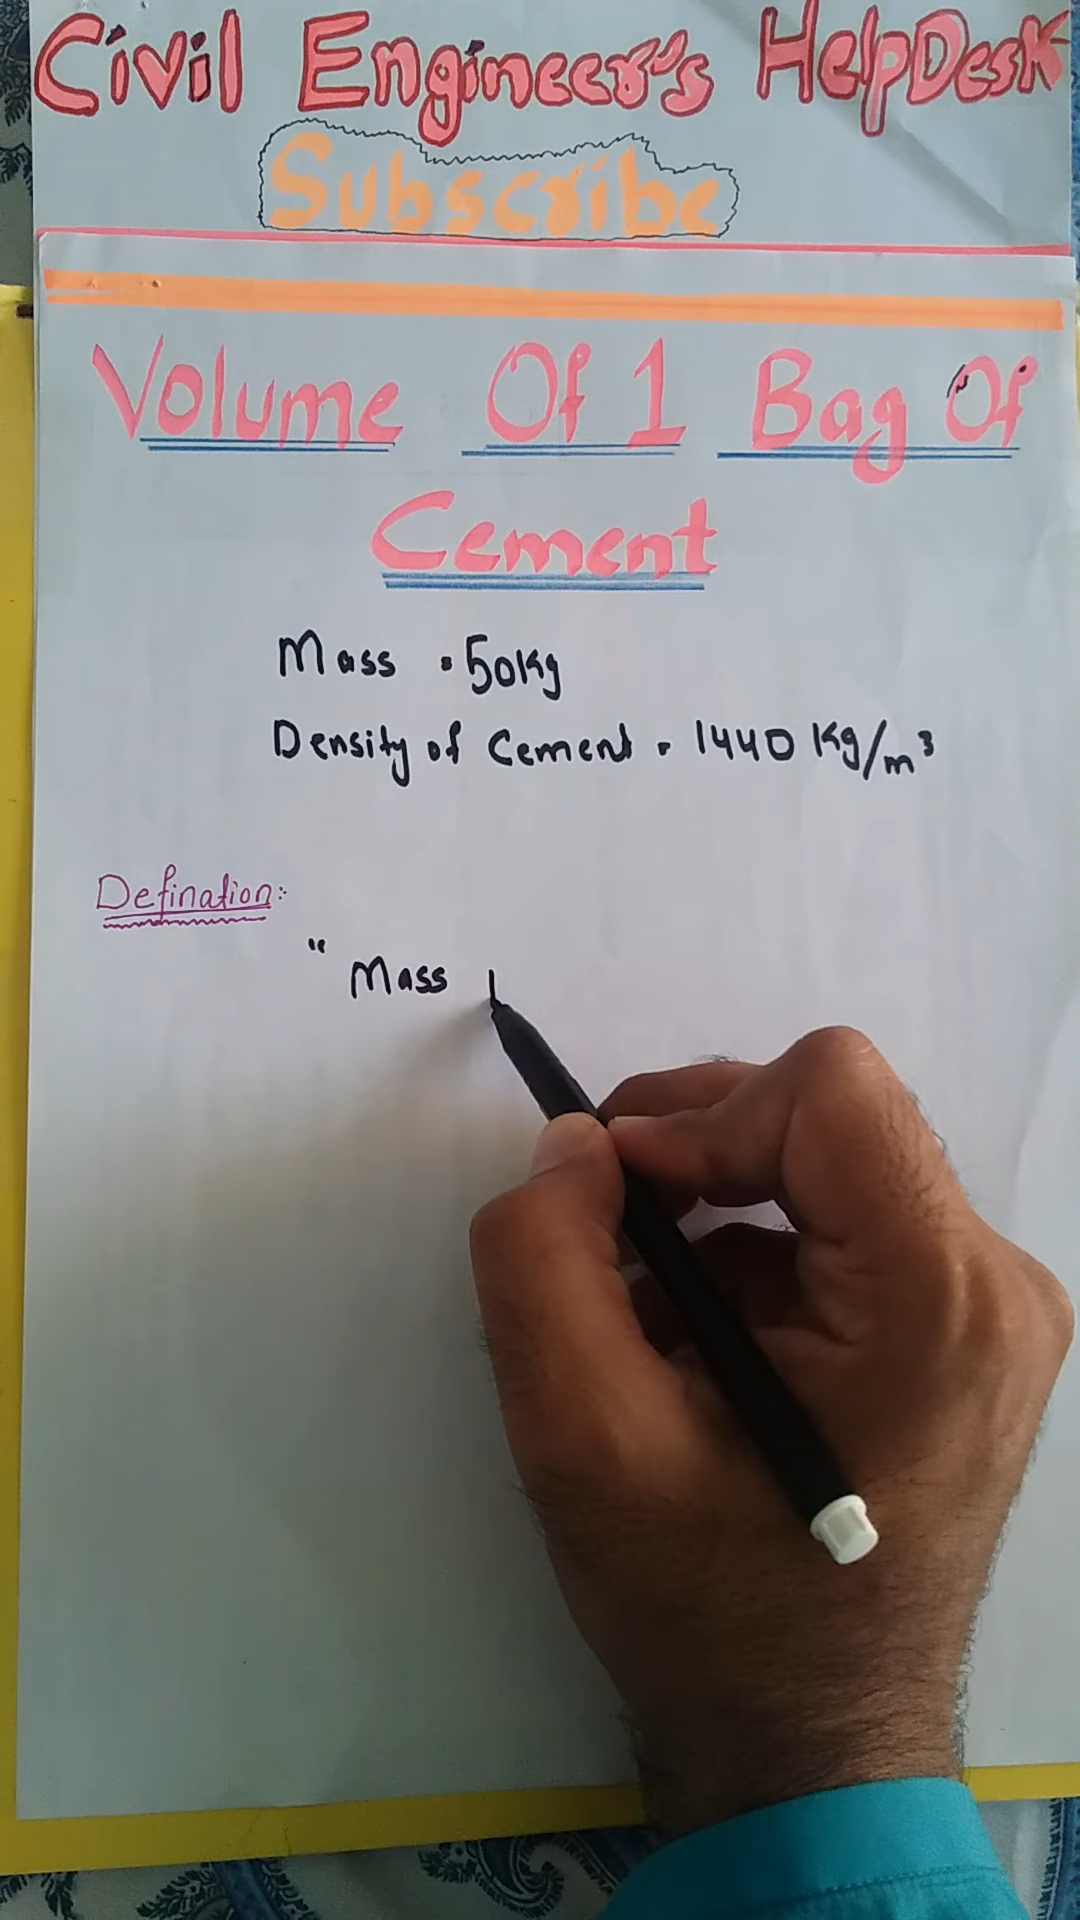 Civil Engineer's HelpDesk
Subscribe
Volume Of 1 Bag Of
Cement
Mass = 50Kg
Density of Cement = 1440 Kg/m³
Defination:
" Mass